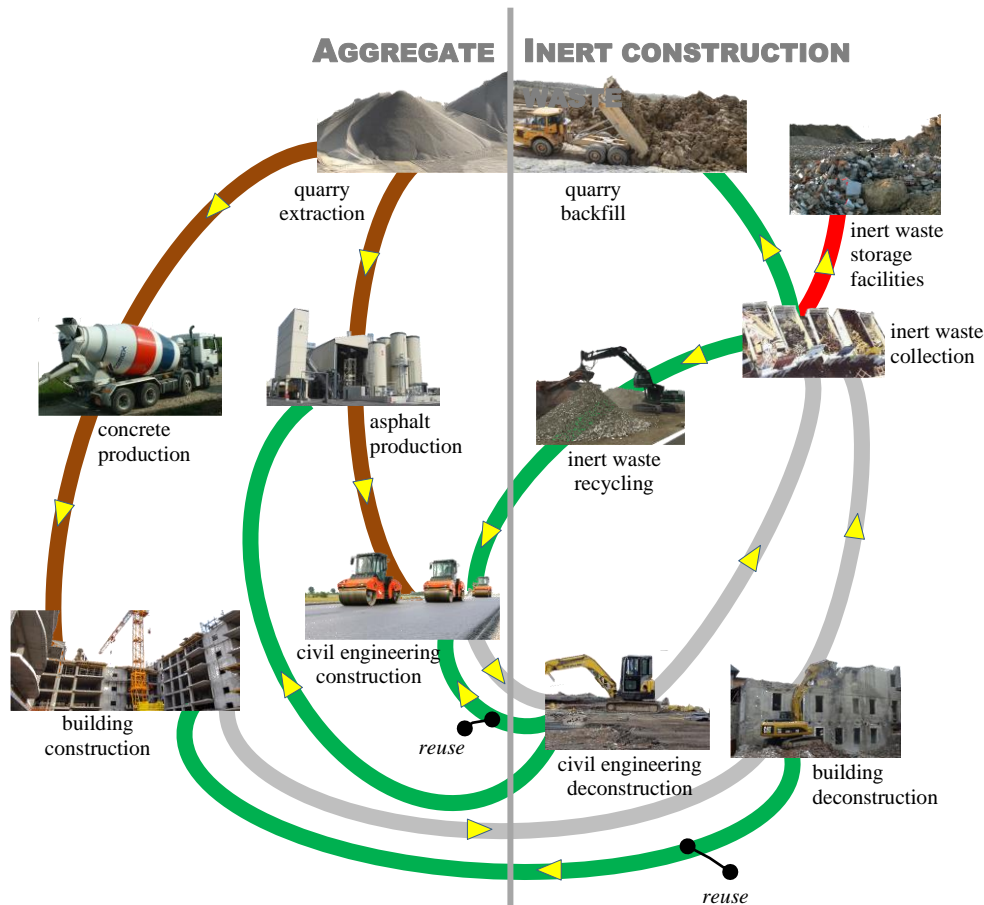 AGGREGATE
INERT CONSTRUCTION
WASTE
quarry
extraction
quarry
backfill
inert waste
storage
facilities
inert waste
collection
concrete
production
asphalt
production
inert waste
recycling
civil engineering
construction
building
construction
reuse
civil engineering
deconstruction
building
deconstruction
reuse